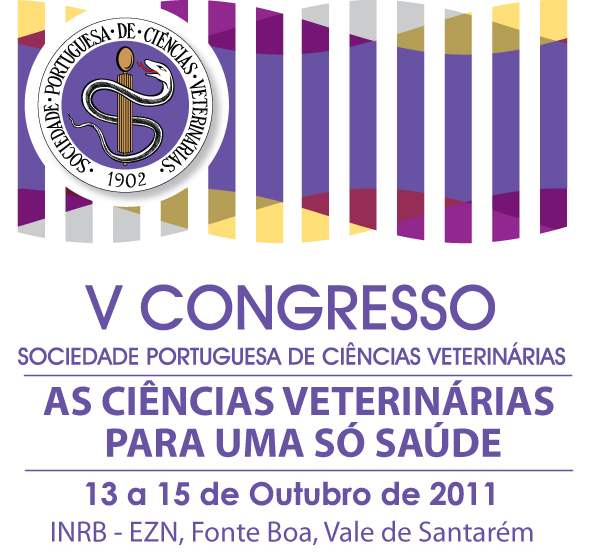 SOCIEDADE · PORTUGUESA · DE · CIÊNCIAS · VETERINÁRIAS ·
1902
V CONGRESSO
SOCIEDADE PORTUGUESA DE CIÊNCIAS VETERINÁRIAS
AS CIÊNCIAS VETERINÁRIAS
PARA UMA SÓ SAÚDE
13 a 15 de Outubro de 2011
INRB - EZN, Fonte Boa, Vale de Santarém